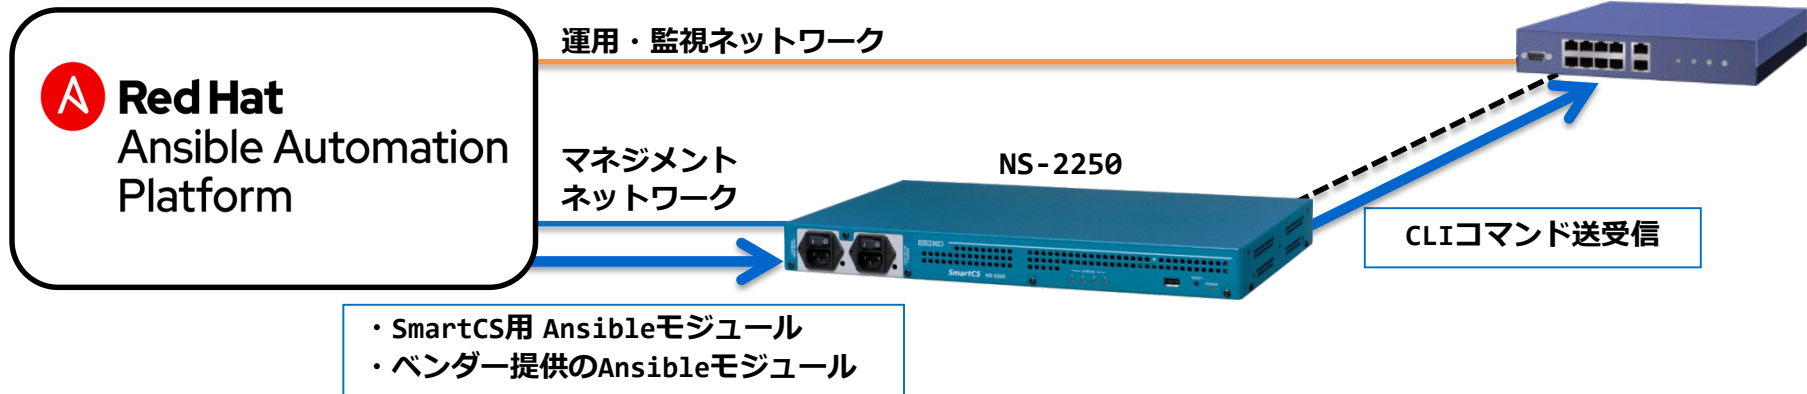 運用・監視ネットワーク
Red Hat
Ansible Automation
Platform
マネジメント
ネットワーク
NS-2250
SEIKO
SmartCS NS-2250
CLIコマンド送受信
・SmartCS用 Ansibleモジュール
・ベンダー提供のAnsibleモジュール